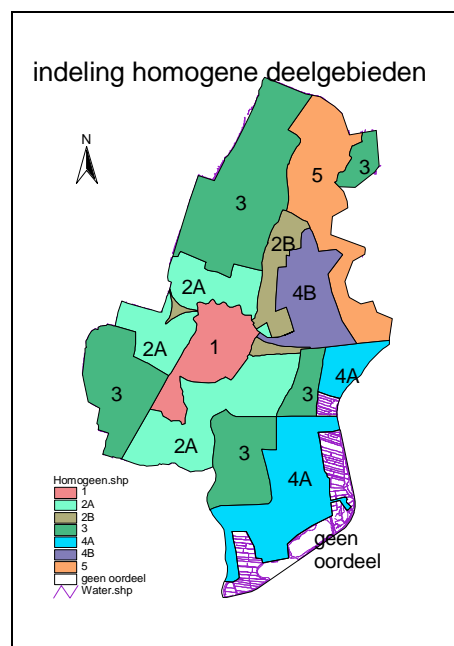 indeling homogene deelgebieden
N
3
5
3
2B
2A
4B
2A
1
3
3
4A
2A
3
4A
geen
oordeel
Homogeen.shp
1
2A
2B
3
4A
4B
5
geen oordeel
Water.shp